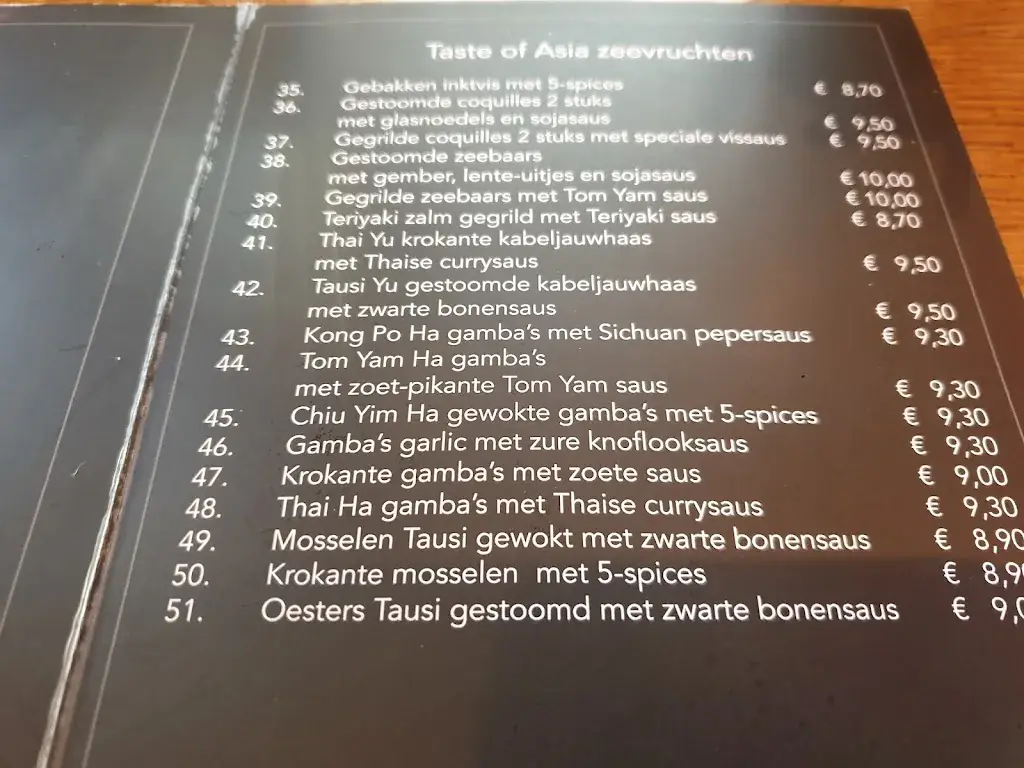 Taste of Asia zeevruchten
35. Gebakken inktvis met 5-spices € 8,70
36. Gestoomde coquilles 2 stuks
met glasnoedels en sojasaus € 9,50
37. Gegrilde coquilles 2 stuks met speciale vissaus € 9,50
38. Gestoomde zeebaars
met gember, lente-uitjes en sojasaus € 10,00
39. Gegrilde zeebaars met Tom Yam saus € 10,00
40. Teriyaki zalm gegrild met Teriyaki saus € 8,70
41. Thai Yu krokante kabeljauwhaas
met Thaise currysaus € 9,50
42. Tausi Yu gestoomde kabeljauwhaas
met zwarte bonensaus € 9,50
43. Kong Po Ha gamba's met Sichuan pepersaus € 9,30
44. Tom Yam Ha gamba's
met zoet-pikante Tom Yam saus € 9,30
45. Chiu Yim Ha gewokte gamba's met 5-spices € 9,30
46. Gamba's garlic met zure knoflooksaus € 9,30
47. Krokante gamba's met zoete saus € 9,00
48. Thai Ha gamba's met Thaise currysaus € 9,30
49. Mosselen Tausi gewokt met zwarte bonensaus € 8,90
50. Krokante mosselen met 5-spices € 8,9
51. Oesters Tausi gestoomd met zwarte bonensaus € 9,